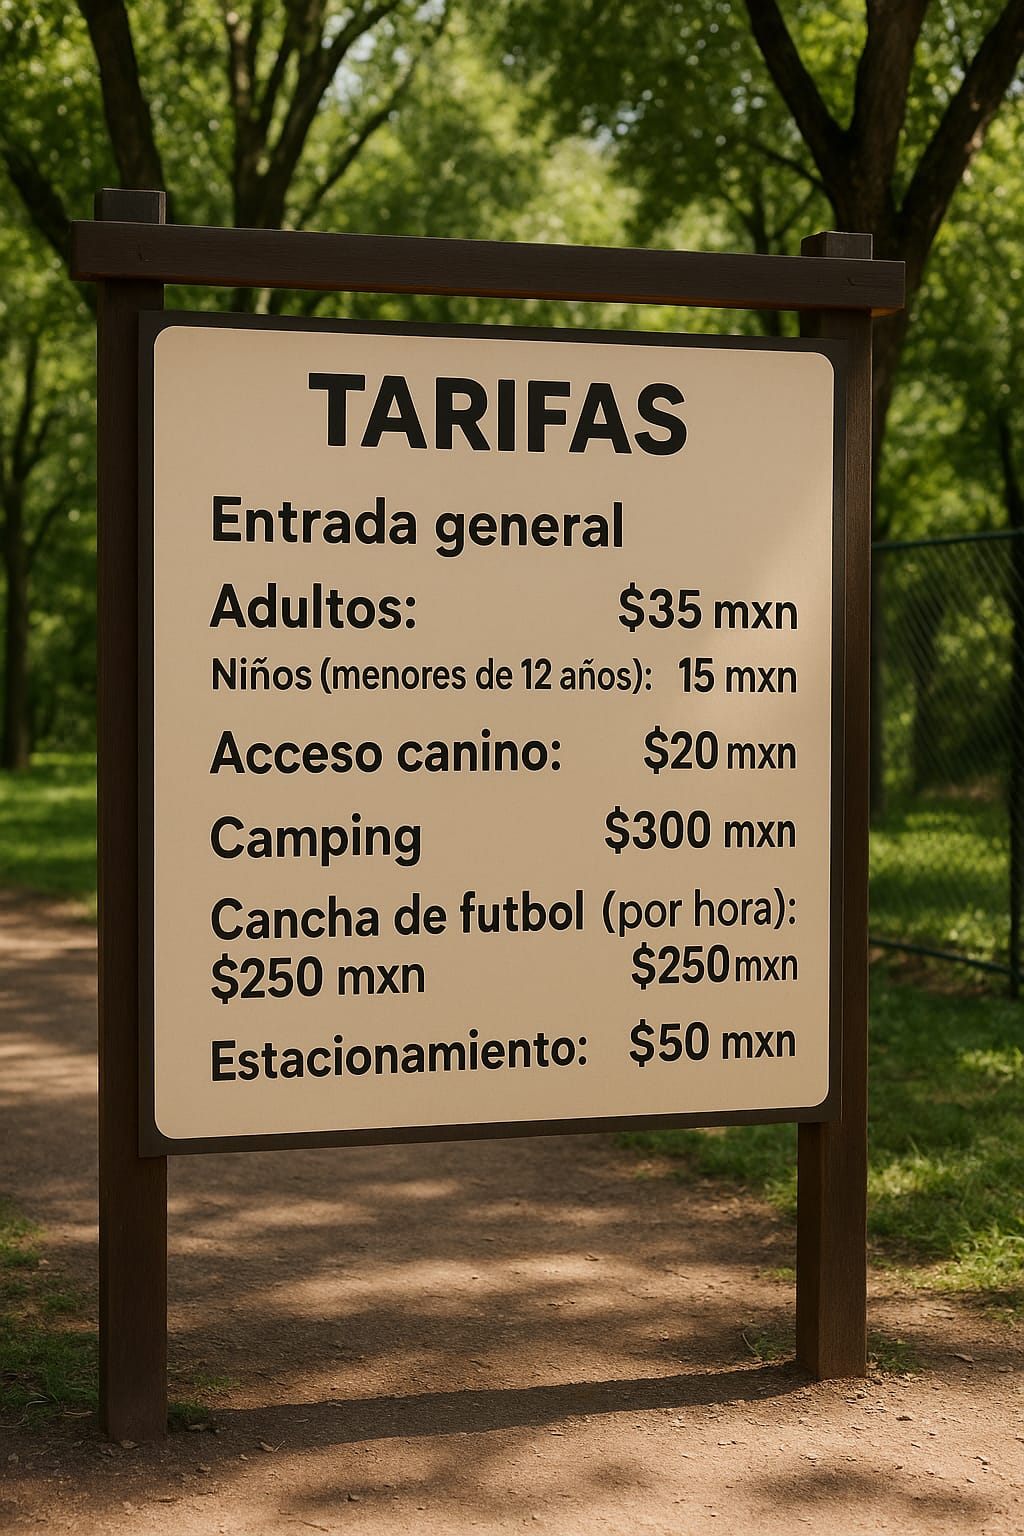 TARIFAS
Entrada general
Adultos: $35 mxn
Niños (menores de 12 años): 15 mxn
Acceso canino: $20 mxn
Camping $300 mxn
Cancha de futbol (por hora):
$250 mxn $250 mxn
Estacionamiento: $50 mxn